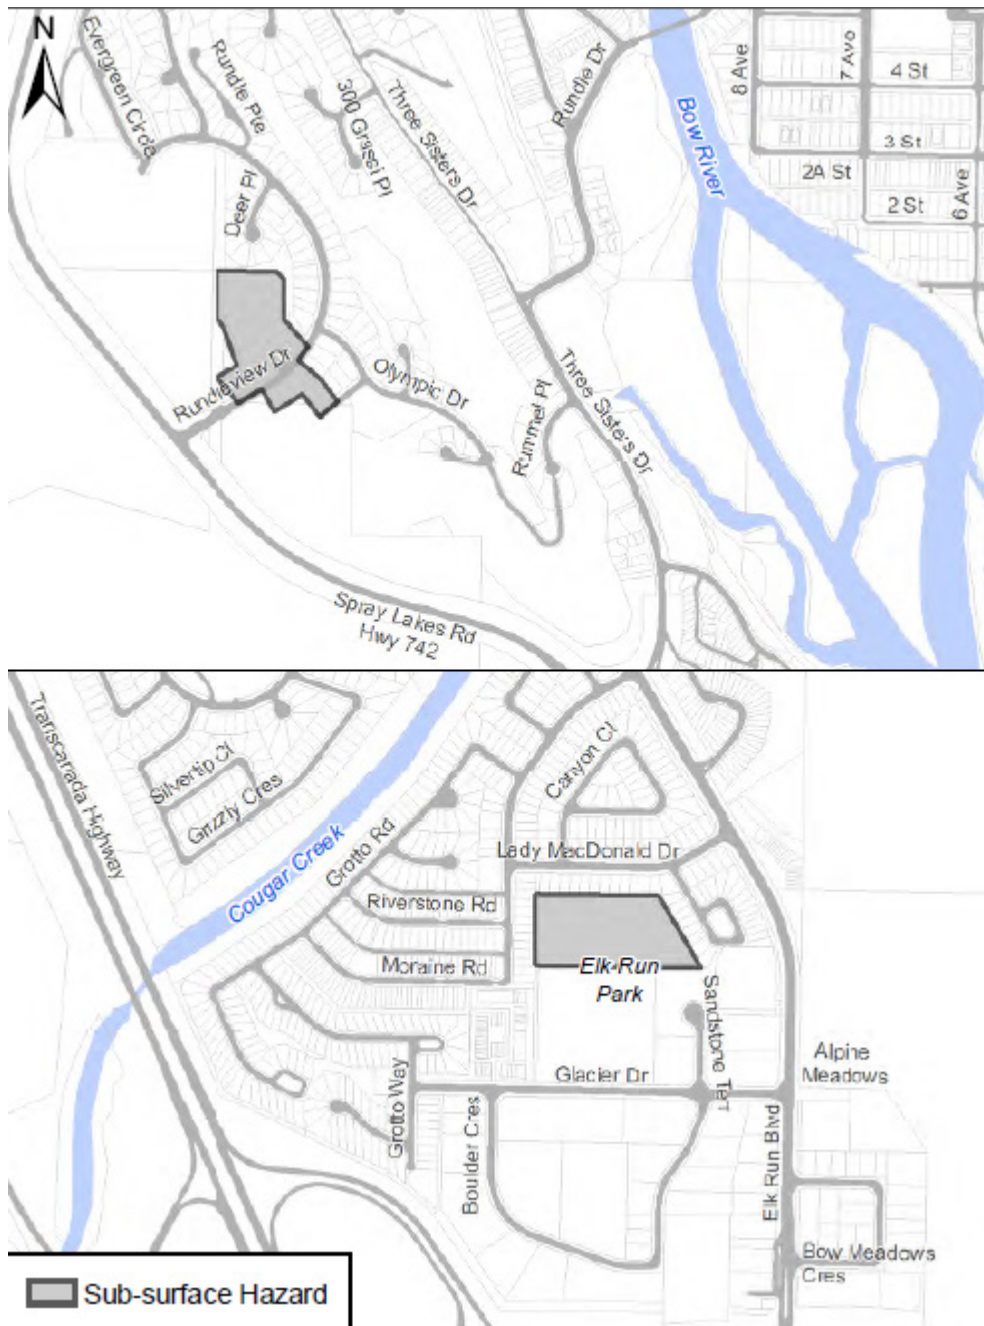 N
Evergreen Circle
Rundle Ple
300 Grassi Pl
Three Sisters Dr
Rundle Dr
8 Ave
7 Ave
4 St
Bow River
3 St
2A St
2 St
6 Ave
Deer Pl
Rundleview Dr
Olympic Dr
Rummel Pl
Three Sisters Dr
Spray Lakes Rd
Hwy 742
Transcanada Highway
Silvertip Cl
Grizzly Cres
Cougar Creek
Grotto Rd
Canyon Cl
Lady MacDonald Dr
Riverstone Rd
Moraine Rd
Elk Run
Park
Sandstone Terr
Glacier Dr
Alpine
Meadows
Grotto Way
Boulder Cres
Elk Run Blvd
Bow Meadows
Cres
Sub-surface Hazard